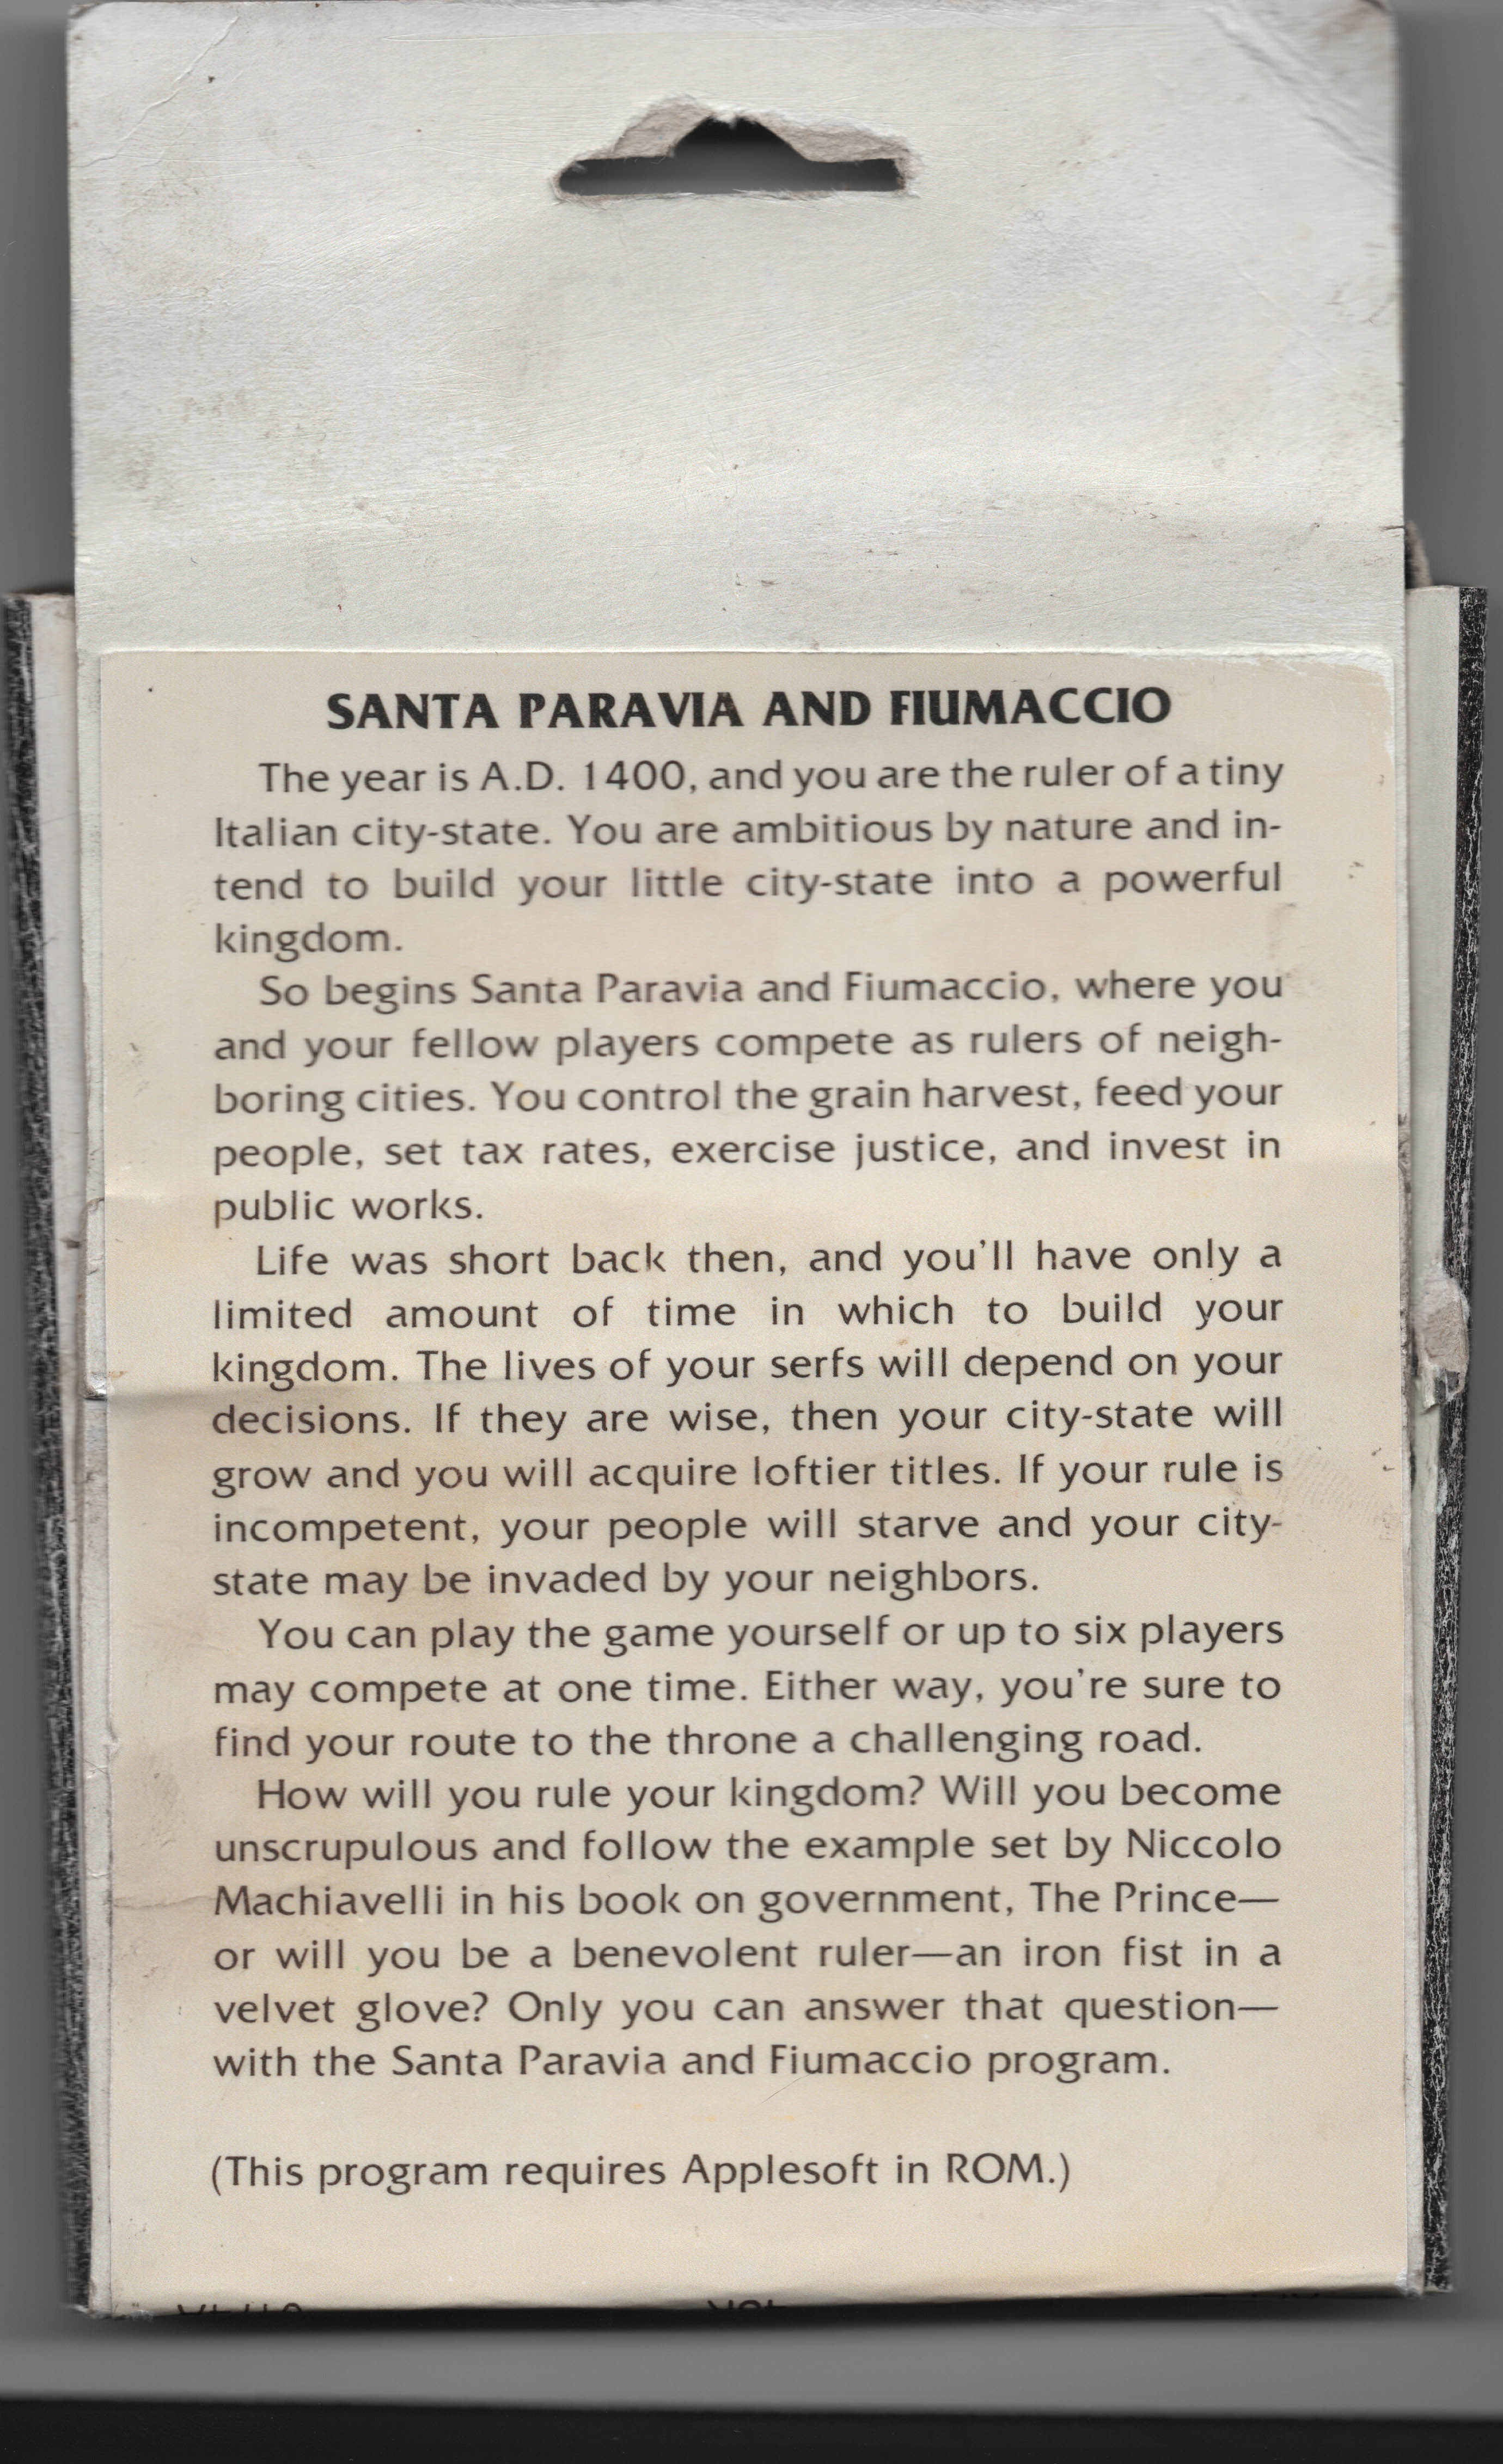 SANTA PARAVIA AND FIUMACCIO
The year is A.D. 1400, and you are the ruler of a tiny
Italian city-state. You are ambitious by nature and in-
tend to build your little city-state into a powerful
kingdom.
So begins Santa Paravia and Fiumaccio, where you
and your fellow players compete as rulers of neigh-
boring cities. You control the grain harvest, feed your
people, set tax rates, exercise justice, and invest in
public works.
Life was short back then, and you'll have only a
limited amount of time in which to build your
kingdom. The lives of your serfs will depend on your
decisions. If they are wise, then your city-state will
grow and you will acquire loftier titles. If your rule is
incompetent, your people will starve and your city-
state may be invaded by your neighbors.
You can play the game yourself or up to six players
may compete at one time. Either way, you're sure to
find your route to the throne a challenging road.
How will you rule your kingdom? Will you become
unscrupulous and follow the example set by Niccolo
Machiavelli in his book on government, The Prince—
or will you be a benevolent ruler—an iron fist in a
velvet glove? Only you can answer that question—
with the Santa Paravia and Fiumaccio program.
(This program requires Applesoft in ROM.)